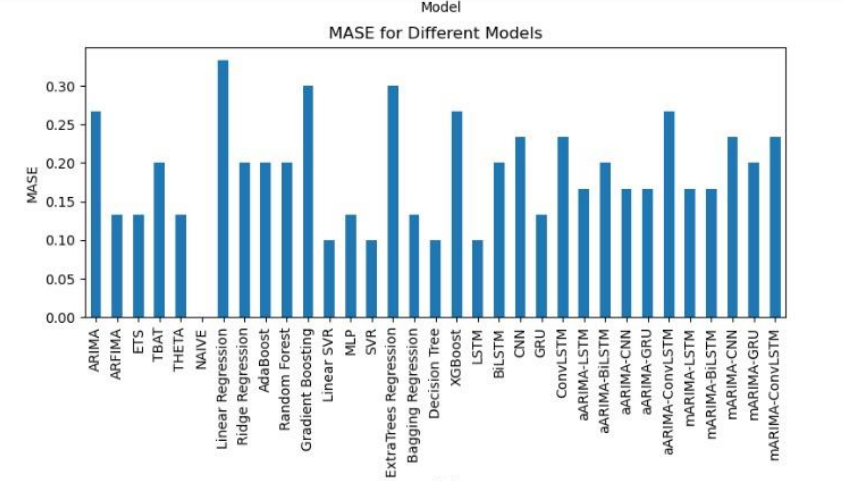 Model
MASE for Different Models
0.30
0.25
0.20
0.15
0.10
0.05
0.00
MASE
ARIMA
ARFIMA
ETS
TBAT
THETA
NAIVE
Linear Regression
Ridge Regression
AdaBoost
Random Forest
Gradient Boosting
Linear SVR
MLP
SVR
ExtraTrees Regression
Bagging Regression
Decision Tree
XGBoost
LSTM
BiLSTM
CNN
GRU
ConvLSTM
aARIMA-LSTM
aARIMA-BiLSTM
aARIMA-CNN
aARIMA-GRU
aARIMA-ConvLSTM
mARIMA-LSTM
mARIMA-BiLSTM
mARIMA-CNN
mARIMA-GRU
mARIMA-ConvLSTM